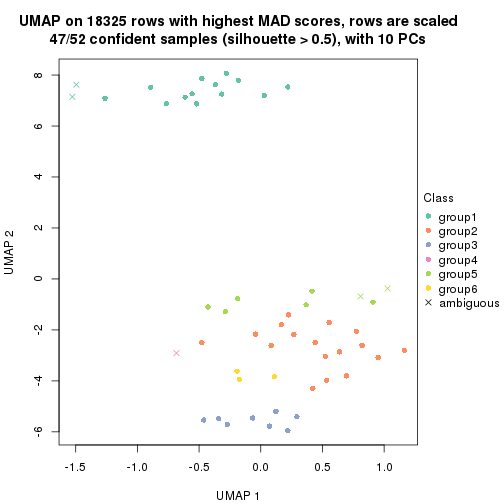 UMAP on 18325 rows with highest MAD scores, rows are scaled
47/52 confident samples (silhouette > 0.5), with 10 PCs
8
6
4
2
0
-2
-4
-6
UMAP 2
-1.5
-1.0
-0.5
0.0
0.5
1.0
UMAP 1
Class
group1
group2
group3
group4
group5
group6
ambiguous